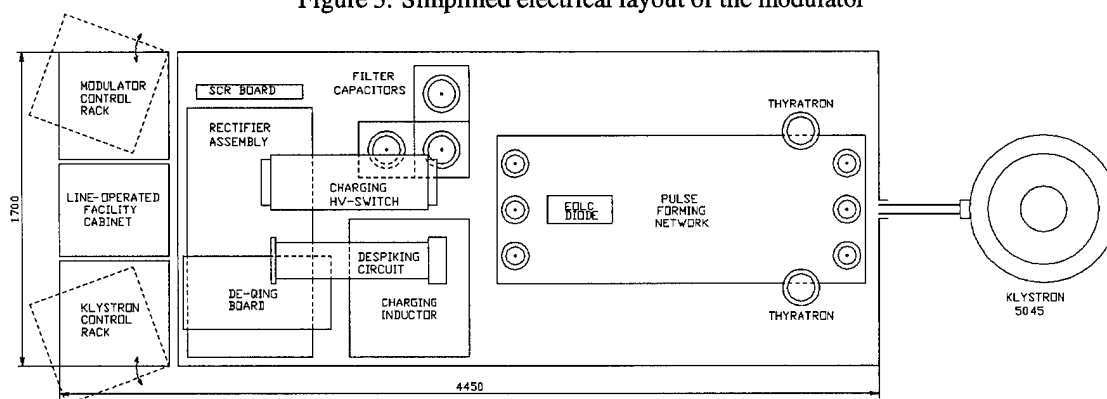 Figure 3: Simplified electrical layout of the modulator
MODULATOR
CONTROL
RACK
SCR BOARD
FILTER
CAPACITORS
THYRATRON
RECTIFIER
ASSEMBLY
LINE-OPERATED
FACILITY
CABINET
1700
CHARGING
HV-SWITCH
EOLC
DIODE
PULSE
FORMING
NETWORK
DESPIKING
CIRCUIT
DE-QING
BOARD
CHARGING
INDUCTOR
KLYSTRON
CONTROL
RACK
THYRATRON
KLYSTRON
5045
4450